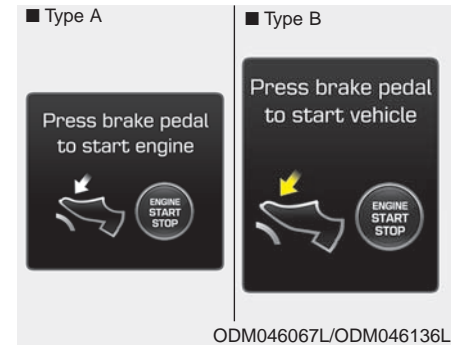 ■ Type A
Press brake pedal
to start engine
ENGINE
START
STOP
■ Type B
Press brake pedal
to start vehicle
ENGINE
START
STOP
ODM046067L/ODM046136L